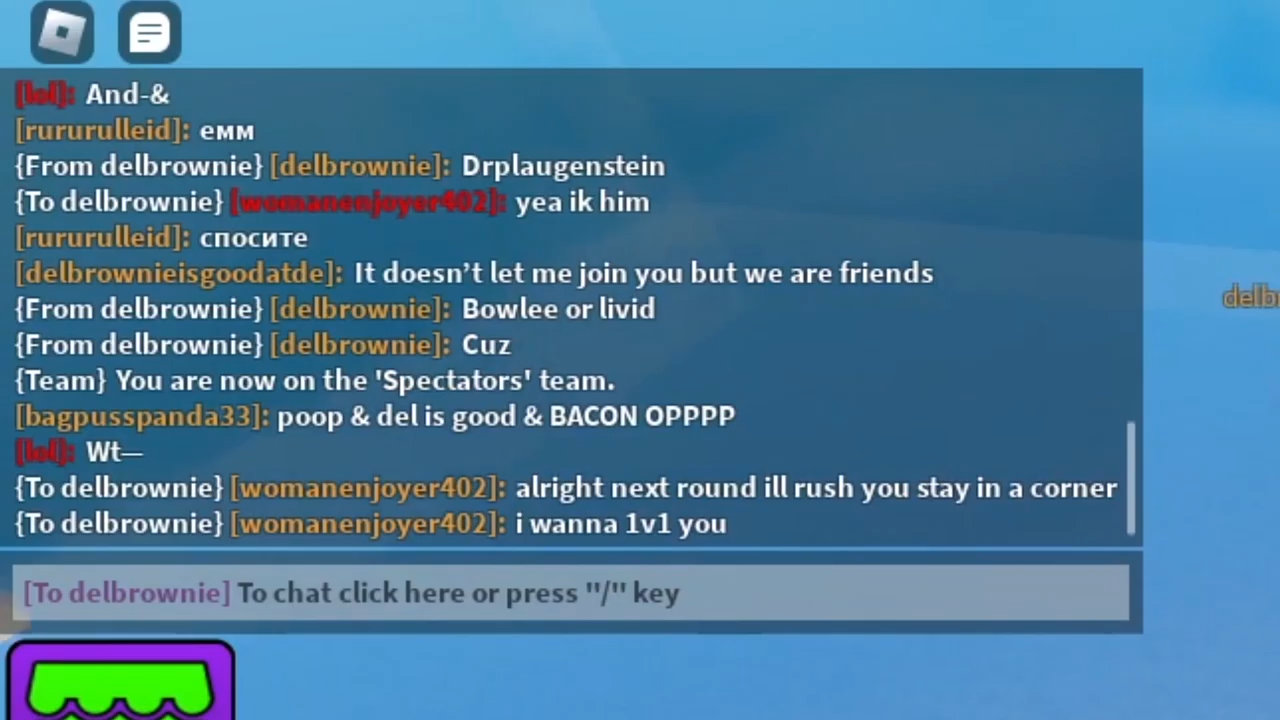 [lol]: And-&
[rururulleid]: емм
{From delbrownie} [delbrownie]: Drplaugenstein
{To delbrownie} [womanenjoyer402]: yea ik him
[rururulleid]: спосите
[delbrownieisgoodatde]: It doesn’t let me join you but we are friends
{From delbrownie} [delbrownie]: Bowlee or livid
{From delbrownie} [delbrownie]: Cuz
{Team} You are now on the 'Spectators' team.
[bagpusspanda33]: poop & del is good & BACON OPPPP
[lol]: Wt—
{To delbrownie} [womanenjoyer402]: alright next round ill rush you stay in a corner
{To delbrownie} [womanenjoyer402]: i wanna 1v1 you
[To delbrownie] To chat click here or press "/" key